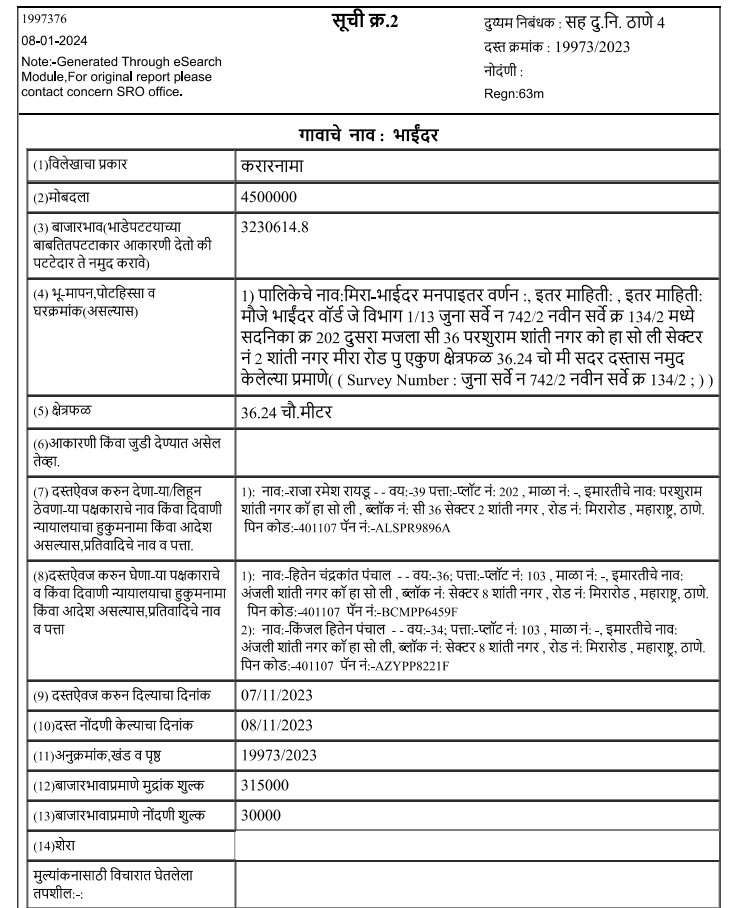 1997376
08-01-2024
Note:-Generated Through eSearch
Module,For original report please
contact concern SRO office.
सूची क्र.2
दुय्यम निबंधक : सह दु.नि. ठाणे 4
दस्त क्रमांक : 19973/2023
नोदंणी :
Regn:63m
गावाचे नाव : भाईंदर
(1)विलेखाचा प्रकार
करारनामा
(2)मोबदला
4500000
(3) बाजारभाव(भाडेपटटयाच्या
बाबतितपटटाकार आकारणी देतो की
पटटेदार ते नमुद करावे)
3230614.8
(4) भू-मापन,पोटहिस्सा व
घरक्रमांक(असल्यास)
1) पालिकेचे नाव:मिरा-भाईंदर मनपाइतर वर्णन :, इतर माहिती: , इतर माहिती:
मौजे भाईंदर वॉर्ड जे विभाग 1/13 जुना सर्वे न 742/2 नवीन सर्वे क्र 134/2 मध्ये
सदनिका क्र 202 दुसरा मजला सी 36 परशुराम शांती नगर को हा सो ली सेक्टर
नं 2 शांती नगर मीरा रोड पु एकुण क्षेत्रफळ 36.24 चो मी सदर दस्तास नमुद
केलेल्या प्रमाणे( ( Survey Number : जुना सर्वे न 742/2 नवीन सर्वे क्र 134/2 ; ) )
(5) क्षेत्रफळ
36.24 चौ.मीटर
(6)आकारणी किंवा जुडी देण्यात असेल
तेव्हा.
(7) दस्तऐवज करुन देणा-या/लिहून
ठेवणा-या पक्षकाराचे नाव किंवा दिवाणी
न्यायालयाचा हुकुमनामा किंवा आदेश
असल्यास,प्रतिवादिचे नाव व पत्ता.
1): नाव:-राजा रमेश रायडू - - वय:-39 पत्ता:-प्लॉट नं: 202 , माळा नं: -, इमारतीचे नाव: परशुराम
शांती नगर कॉ हा सो ली , ब्लॉक नं: सी 36 सेक्टर 2 शांती नगर , रोड नं: मिरारोड , महाराष्ट्र, ठाणे.
पिन कोड:-401107 पॅन नं:-ALSPR9896A
(8)दस्तऐवज करुन घेणा-या पक्षकाराचे
व किंवा दिवाणी न्यायालयाचा हुकुमनामा
किंवा आदेश असल्यास,प्रतिवादिचे नाव
व पत्ता
1): नाव:-हितेन चंद्रकांत पंचाल - - वय:-36; पत्ता:-प्लॉट नं: 103 , माळा नं: -, इमारतीचे नाव:
अंजली शांती नगर कॉ हा सो ली , ब्लॉक नं: सेक्टर 8 शांती नगर , रोड नं: मिरारोड , महाराष्ट्र, ठाणे.
पिन कोड:-401107 पॅन नं:-BCMPP6459F
2): नाव:-किंजल हितेन पंचाल - - वय:-34; पत्ता:-प्लॉट नं: 103 , माळा नं: -, इमारतीचे नाव:
अंजली शांती नगर कॉ हा सो ली, ब्लॉक नं: सेक्टर 8 शांती नगर , रोड नं: मिरारोड , महाराष्ट्र, ठाणे.
पिन कोड:-401107 पॅन नं:-AZYPP8221F
(9) दस्तऐवज करुन दिल्याचा दिनांक
07/11/2023
(10)दस्त नोंदणी केल्याचा दिनांक
08/11/2023
(11)अनुक्रमांक,खंड व पृष्ठ
19973/2023
(12)बाजारभावाप्रमाणे मुद्रांक शुल्क
315000
(13)बाजारभावाप्रमाणे नोंदणी शुल्क
30000
(14)शेरा
मुल्यांकनासाठी विचारात घेतलेला
तपशील:-: